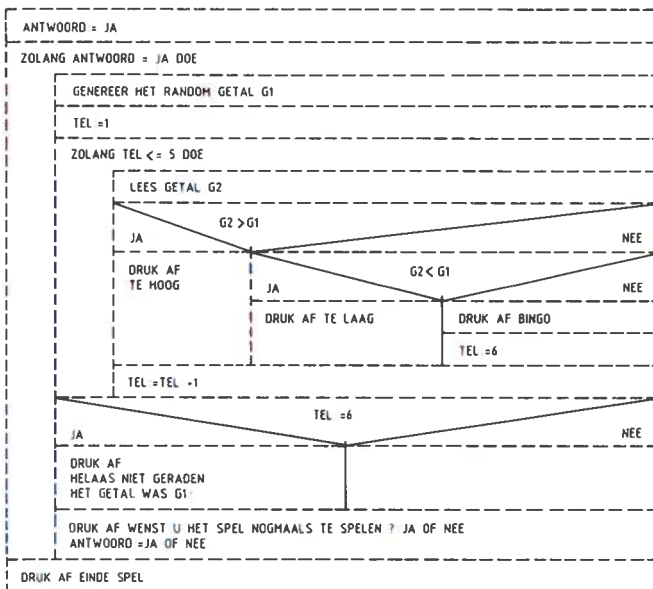 ANTWOORD = JA
ZOLANG ANTWOORD = JA DOE
GENEREER HET RANDOM GETAL G1
TEL =1
ZOLANG TEL <= 5 DOE
LEES GETAL G2
G2 > G1
JA NEE
DRUK AF
TE HOOG
G2 < G1
JA NEE
DRUK AF TE LAAG
DRUK AF BINGO
TEL =6
TEL =TEL +1
TEL =6
JA NEE
DRUK AF
HELAAS NIET GERADEN
HET GETAL WAS G1
DRUK AF WENST U HET SPEL NOGMAALS TE SPELEN ? JA OF NEE
ANTWOORD =JA OF NEE
DRUK AF EINDE SPEL